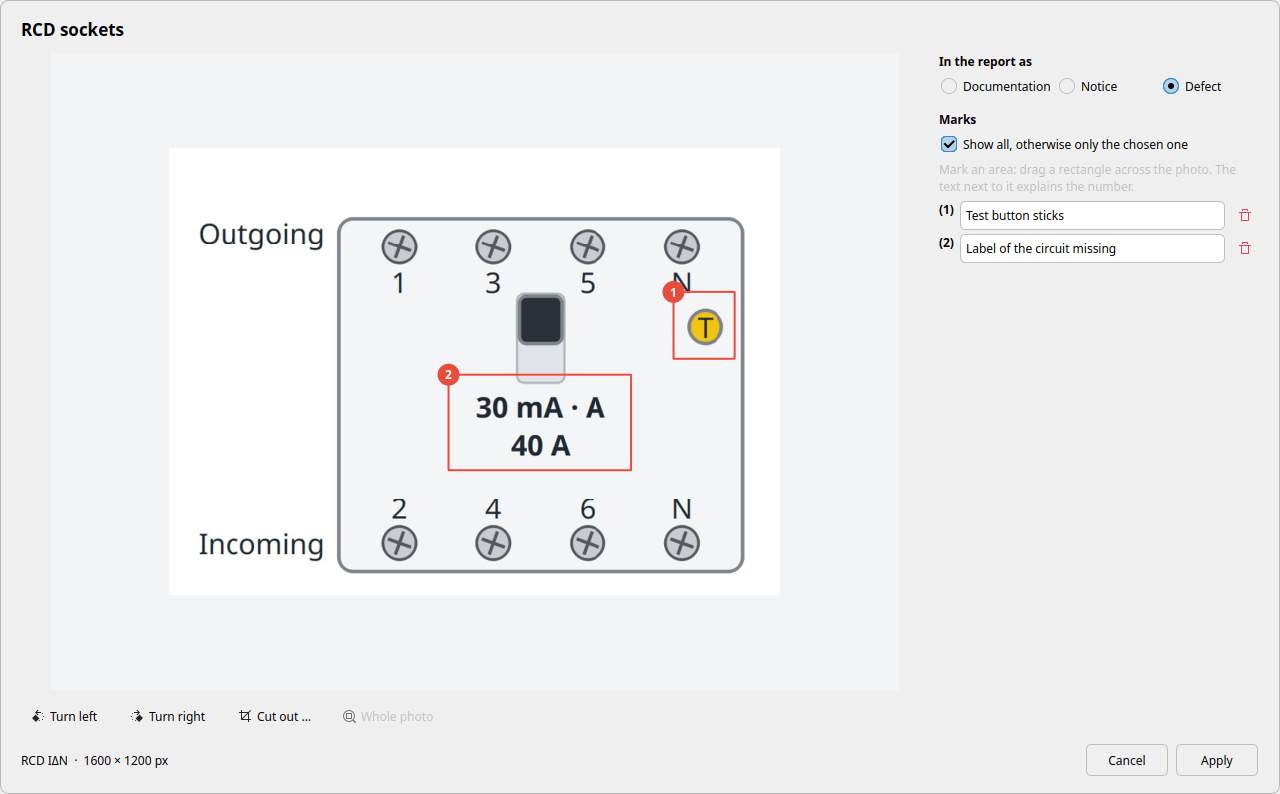 RCD sockets
In the report as
Documentation Notice Defect
Marks
Show all, otherwise only the chosen one
Mark an area: drag a rectangle across the photo. The
text next to it explains the number.
(1) Test button sticks
(2) Label of the circuit missing
Outgoing
1 3 5 N
1
T
2
30 mA · A
40 A
2 4 6 N
Incoming
Turn left Turn right Cut out ... Whole photo
RCD IΔN · 1600 × 1200 px
Cancel Apply